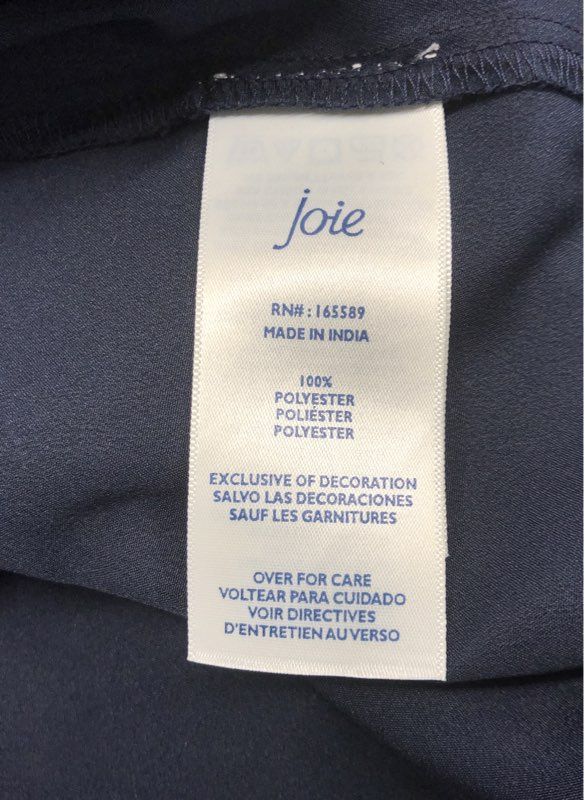 joie
RN#: 165589
MADE IN INDIA
100%
POLYESTER
POLIÉSTER
POLYESTER
EXCLUSIVE OF DECORATION
SALVO LAS DECORACIONES
SAUF LES GARNITURES
OVER FOR CARE
VOLTEAR PARA CUIDADO
VOIR DIRECTIVES
D'ENTRETIEN AU VERSO